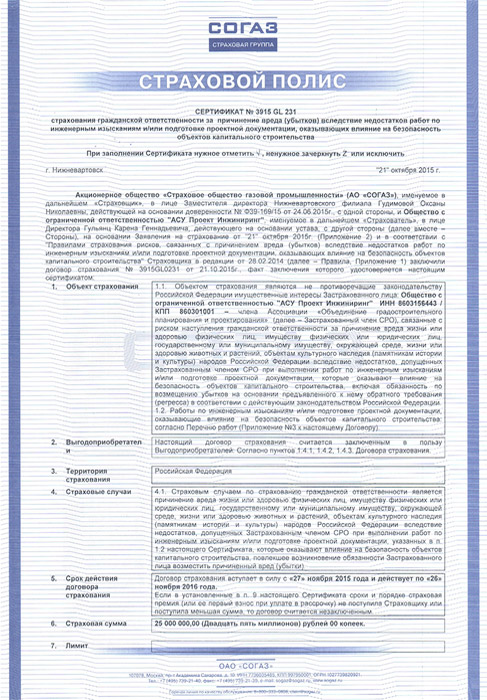 СОГАЗ
СТРАХОВАЯ ГРУППА
СТРАХОВОЙ ПОЛИС
СЕРТИФИКАТ № 3915 GL 231
страхования гражданской ответственности за причинение вреда (убытков) вследствие недостатков работ по
инженерным изысканиям и/или подготовке проектной документации, оказывающих влияние на безопасность
объектов капитального строительства
При заполнении Сертификата нужное отметить √, ненужное зачеркнуть Z или исключить
г. Нижневартовск "21" октября 2015 г.
Акционерное общество «Страховое общество газовой промышленности» (АО «СОГАЗ»), именуемое в
дальнейшем «Страховщик», в лице Заместителя директора Нижневартовского филиала Гудимовой Оксаны
Николаевны, действующей на основании доверенности № Ф39-169/15 от 24.06.2015г., с одной стороны, и Общество с
ограниченной ответственностью "АСУ Проект Инжиниринг", именуемое в дальнейшем «Страхователь», в лице
Директора Гульянц Карена Геннадьевича, действующего на основании устава, с другой стороны (далее вместе –
Стороны), на основании Заявления на страхование от "21" октября 2015г. (Приложение 2) и в соответствии с
"Правилами страхования рисков, связанных с причинением вреда (убытков) вследствие недостатков работ по
инженерным изысканиям и/или подготовке проектной документации, оказывающих влияние на безопасность объектов
капитального строительства" Страховщика в редакции от 28.02.2014 (далее – Правила, Приложение 1) заключили
договор страхования № 3915GL0231 от 21.10.2015г., факт заключения которого удостоверяется настоящим
сертификатом.
1. Объект страхования
1.1. Объектом страхования являются не противоречащие законодательству
Российской Федерации имущественные интересы Застрахованного лица: Общество с
ограниченной ответственностью "АСУ Проект Инжиниринг" ИНН 8603156443 /
КПП 860301001 – члена Ассоциации «Объединение градостроительного
планирования и проектирования» (далее – Застрахованный член СРО), связанные с
риском наступления гражданской ответственности за причинение вреда жизни или
здоровью физических лиц, имуществу физических или юридических лиц,
государственному или муниципальному имуществу, окружающей среде, жизни или
здоровью животных и растений, объектам культурного наследия (памятникам истории
и культуры) народов Российской Федерации вследствие недостатков, допущенных
Застрахованным членом СРО при выполнении работ по инженерным изысканиям
и/или подготовке проектной документации, которые оказывают влияние на
безопасность объектов капитального строительства, включая обязанность по
возмещению убытков на основании предъявленного к нему обратного требования
(регресса) в соответствии с действующим законодательством Российской Федерации.
1.2. Работы по инженерным изысканиям и/или подготовке проектной документации,
оказывающие влияние на безопасность объектов капитального строительства:
согласно Перечню работ (Приложение №3 к настоящему Договору).
2. Выгодоприобретател
и
Настоящий договор страхования считается заключенным в пользу
Выгодоприобретателей: Согласно пунктов 1.4.1, 1.4.2, 1.4.3. Договора страхования.
3. Территория
страхования
Российская Федерация
4. Страховые случаи
4.1. Страховым случаем по страхованию гражданской ответственности является
причинение вреда жизни или здоровью физических лиц, имуществу физических или
юридических лиц, государственному или муниципальному имуществу, окружающей
среде, жизни или здоровью животных и растений, объектам культурного наследия
(памятникам истории и культуры) народов Российской Федерации вследствие
недостатков, допущенных Застрахованным членом СРО при выполнении работ по
инженерным изысканиям и/или подготовке проектной документации, указанных в п.
1.2 настоящего Сертификата, которые оказывают влияние на безопасность объектов
капитального строительства, повлекшее возникновение обязанности Застрахованного
лица возместить причиненный вред (убытки)
5. Срок действия
договора
страхования
Договор страхования вступает в силу с «27» ноября 2015 года и действует по «26»
ноября 2016 года.
Если в установленные в п. 9 настоящего Сертификата сроки и порядке страховая
премия (или ее первый взнос при уплате в рассрочку) не поступила Страховщику или
поступила меньшая сумма, то договор считается незаключенным.
6. Страховая сумма
25 000 000,00 (Двадцать пять миллионов) рублей 00 копеек.
7. Лимит
ОАО «СОГАЗ»